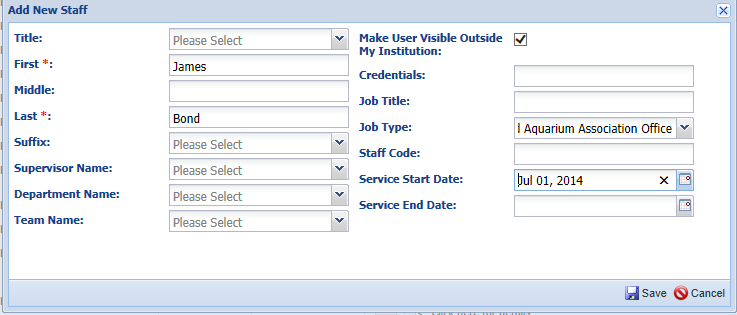 Add New Staff
Title: Please Select
First *: James
Middle:
Last *: Bond
Suffix: Please Select
Supervisor Name: Please Select
Department Name: Please Select
Team Name: Please Select
Make User Visible Outside
My Institution:
Credentials:
Job Title:
Job Type: Aquarium Association Office
Staff Code:
Service Start Date: Jul 01, 2014
Service End Date:
Save Cancel